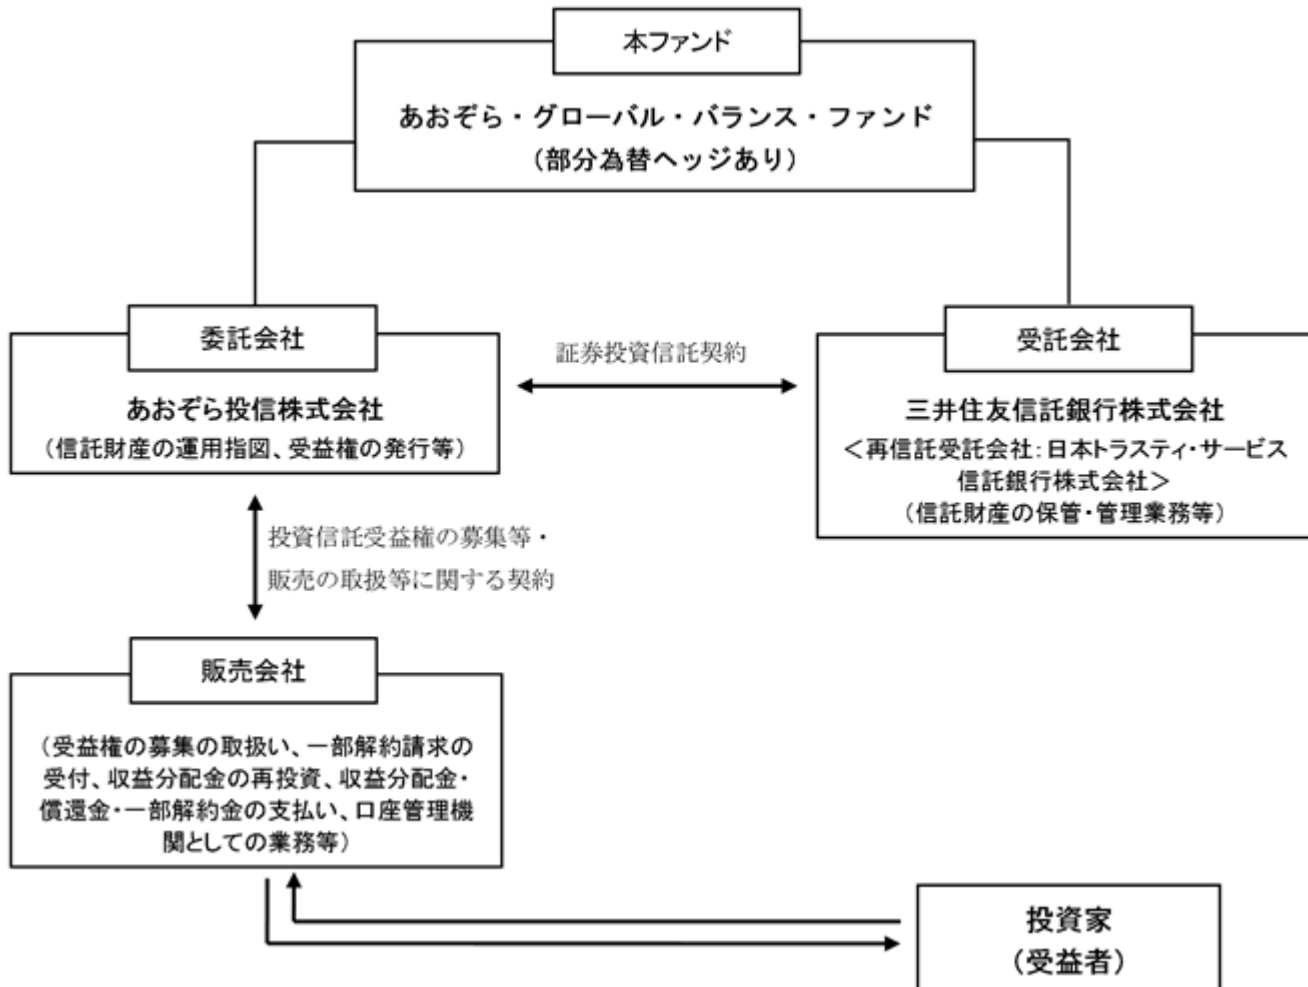 本ファンド
あおぞら・グローバル・バランス・ファンド
（部分為替ヘッジあり）
委託会社
あおぞら投信株式会社
（信託財産の運用指図、受益権の発行等）
証券投資信託契約
受託会社
三井住友信託銀行株式会社
＜再信託受託会社：日本トラスティ・サービス
信託銀行株式会社＞
（信託財産の保管・管理業務等）
投資信託受益権の募集等・
販売の取扱等に関する契約
販売会社
（受益権の募集の取扱い、一部解約請求の
受付、収益分配金の再投資、収益分配金・
償還金・一部解約金の支払い、口座管理機
関としての業務等）
投資家
（受益者）